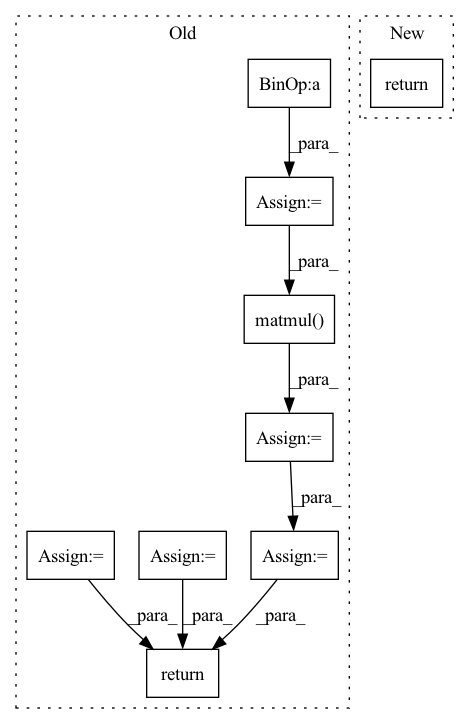 Old
New
BinOp:a
return
_para_
Assign:=
_para_
matmul()
_para_
Assign:=
_para_
Assign:=
Assign:=
Assign:=
_para_
_para_
_para_
return